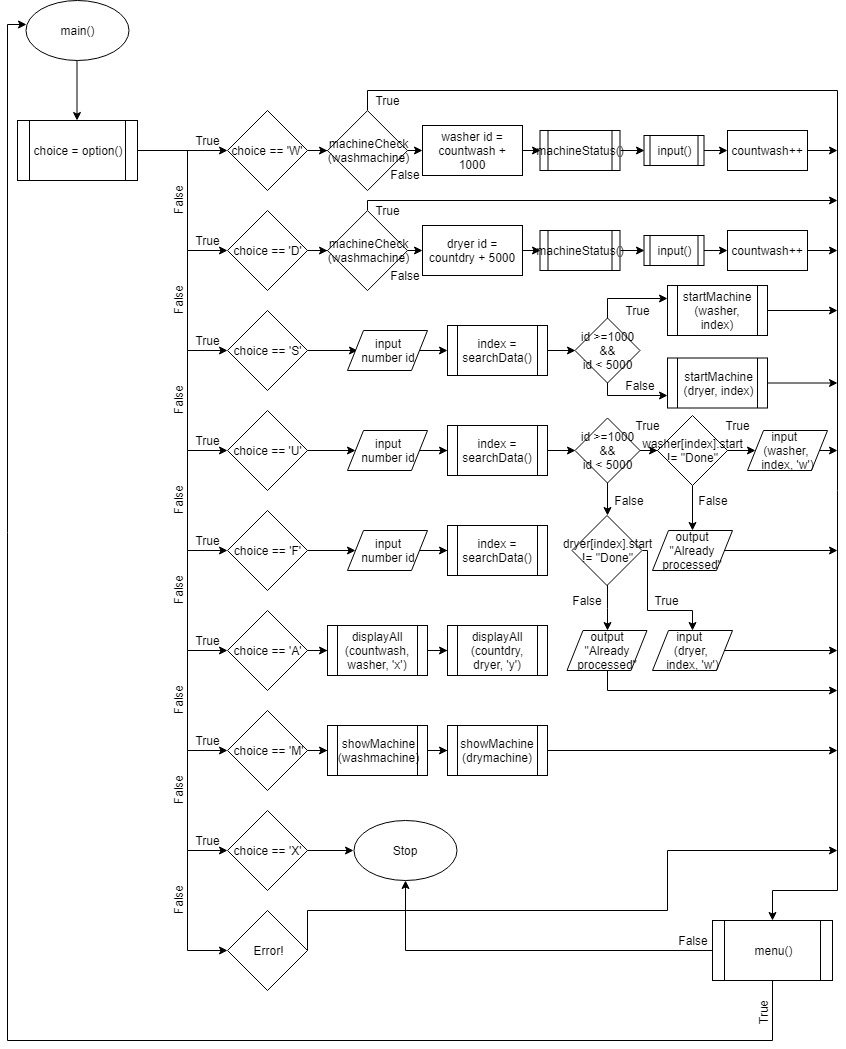 main()
choice = option()
True
choice == 'W'
machineCheck
(washmachine)
True
False
washer id =
countwash +
1000
machineStatus()
input()
countwash++
False
True
choice == 'D'
machineCheck
(washmachine)
True
False
dryer id =
countdry + 5000
machineStatus()
input()
countwash++
False
True
choice == 'S'
input
number id
index =
searchData()
id >=1000
&&
id < 5000
True
startMachine
(washer,
index)
False
startMachine
(dryer, index)
False
True
choice == 'U'
input
number id
index =
searchData()
id >=1000
&&
id < 5000
True
washer[index].start
!= "Done"
True
input
(washer,
index, 'w')
False
False
False
True
choice == 'F'
input
number id
index =
searchData()
dryer[index].start
!= "Done"
output
"Already
processed"
False
True
False
True
choice == 'A'
displayAll
(countwash,
washer, 'x')
displayAll
(countdry,
dryer, 'y')
output
"Already
processed"
input
(dryer,
index, 'w')
False
True
choice == 'M'
showMachine
(washmachine)
showMachine
(drymachine)
False
True
choice == 'X'
Stop
False
Error!
False
menu()
True